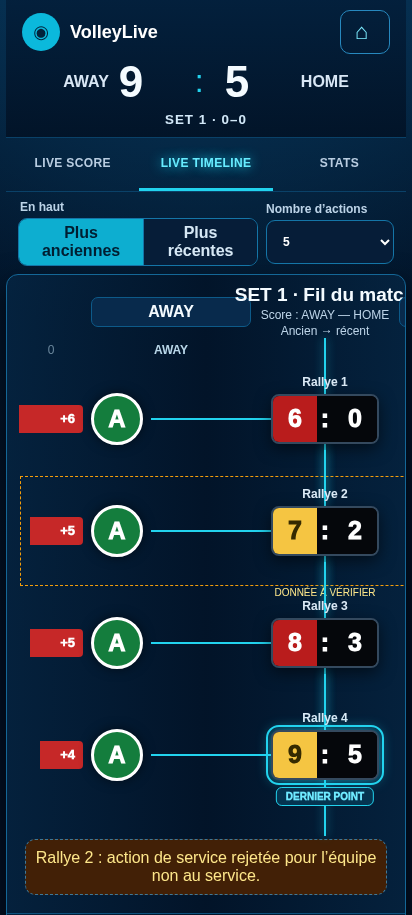 VolleyLive
AWAY 9 : 5 HOME
SET 1 · 0–0
LIVE SCORE LIVE TIMELINE STATS
En haut
Plus anciennes
Plus récentes
Nombre d’actions
5
SET 1 · Fil du matc
AWAY
Score : AWAY — HOME
Ancien → récent
0 AWAY
Rallye 1
+6 A 6 : 0
Rallye 2
+5 A 7 : 2
DONNÉE À VÉRIFIER
Rallye 3
+5 A 8 : 3
Rallye 4
+4 A 9 : 5
DERNIER POINT
Rallye 2 : action de service rejetée pour l’équipe
non au service.